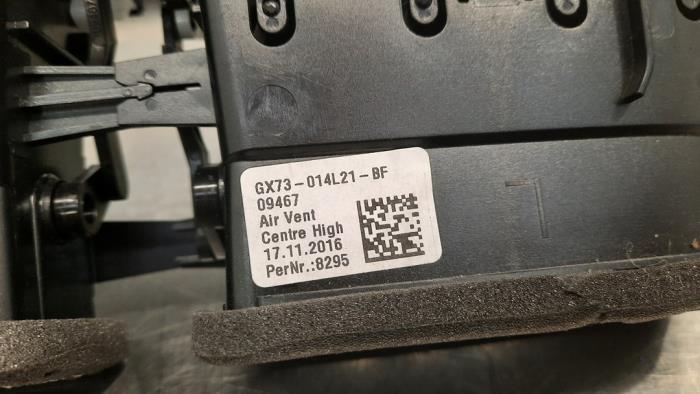 GX73-014L21-BF
09467
Air Vent
Centre High
17.11.2016
PerNr.:8295